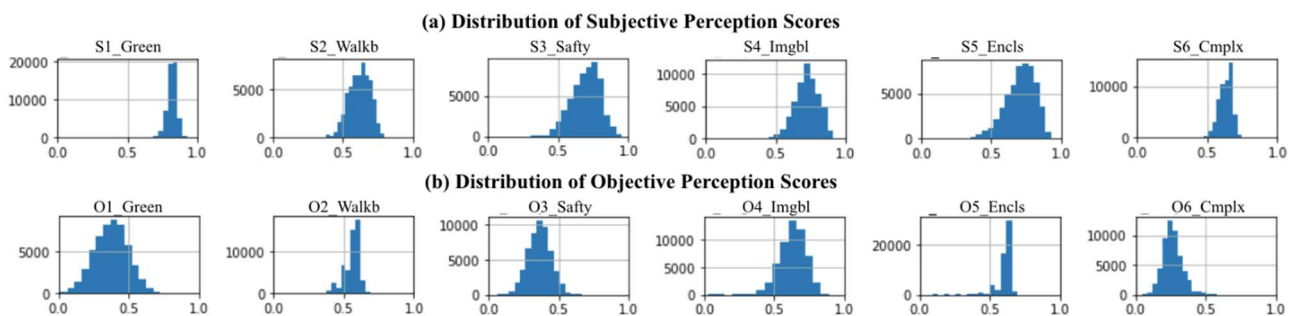 (a) Distribution of Subjective Perception Scores
S1_Green S2_Walkb S3_Safty S4_Imgbl S5_Encls S6_Cmplx
20000
10000
0
0.0 0.5 1.0
5000
0
0.0 0.5 1.0
5000
0
0.0 0.5 1.0
10000
5000
0
0.0 0.5 1.0
5000
0
0.0 0.5 1.0
10000
0
0.0 0.5 1.0
(b) Distribution of Objective Perception Scores
O1_Green O2_Walkb O3_Safty O4_Imgbl O5_Encls O6_Cmplx
5000
0
0.0 0.5 1.0
10000
0
0.0 0.5 1.0
10000
5000
0
0.0 0.5 1.0
10000
5000
0
0.0 0.5 1.0
20000
0
0.0 0.5 1.0
10000
5000
0
0.0 0.5 1.0